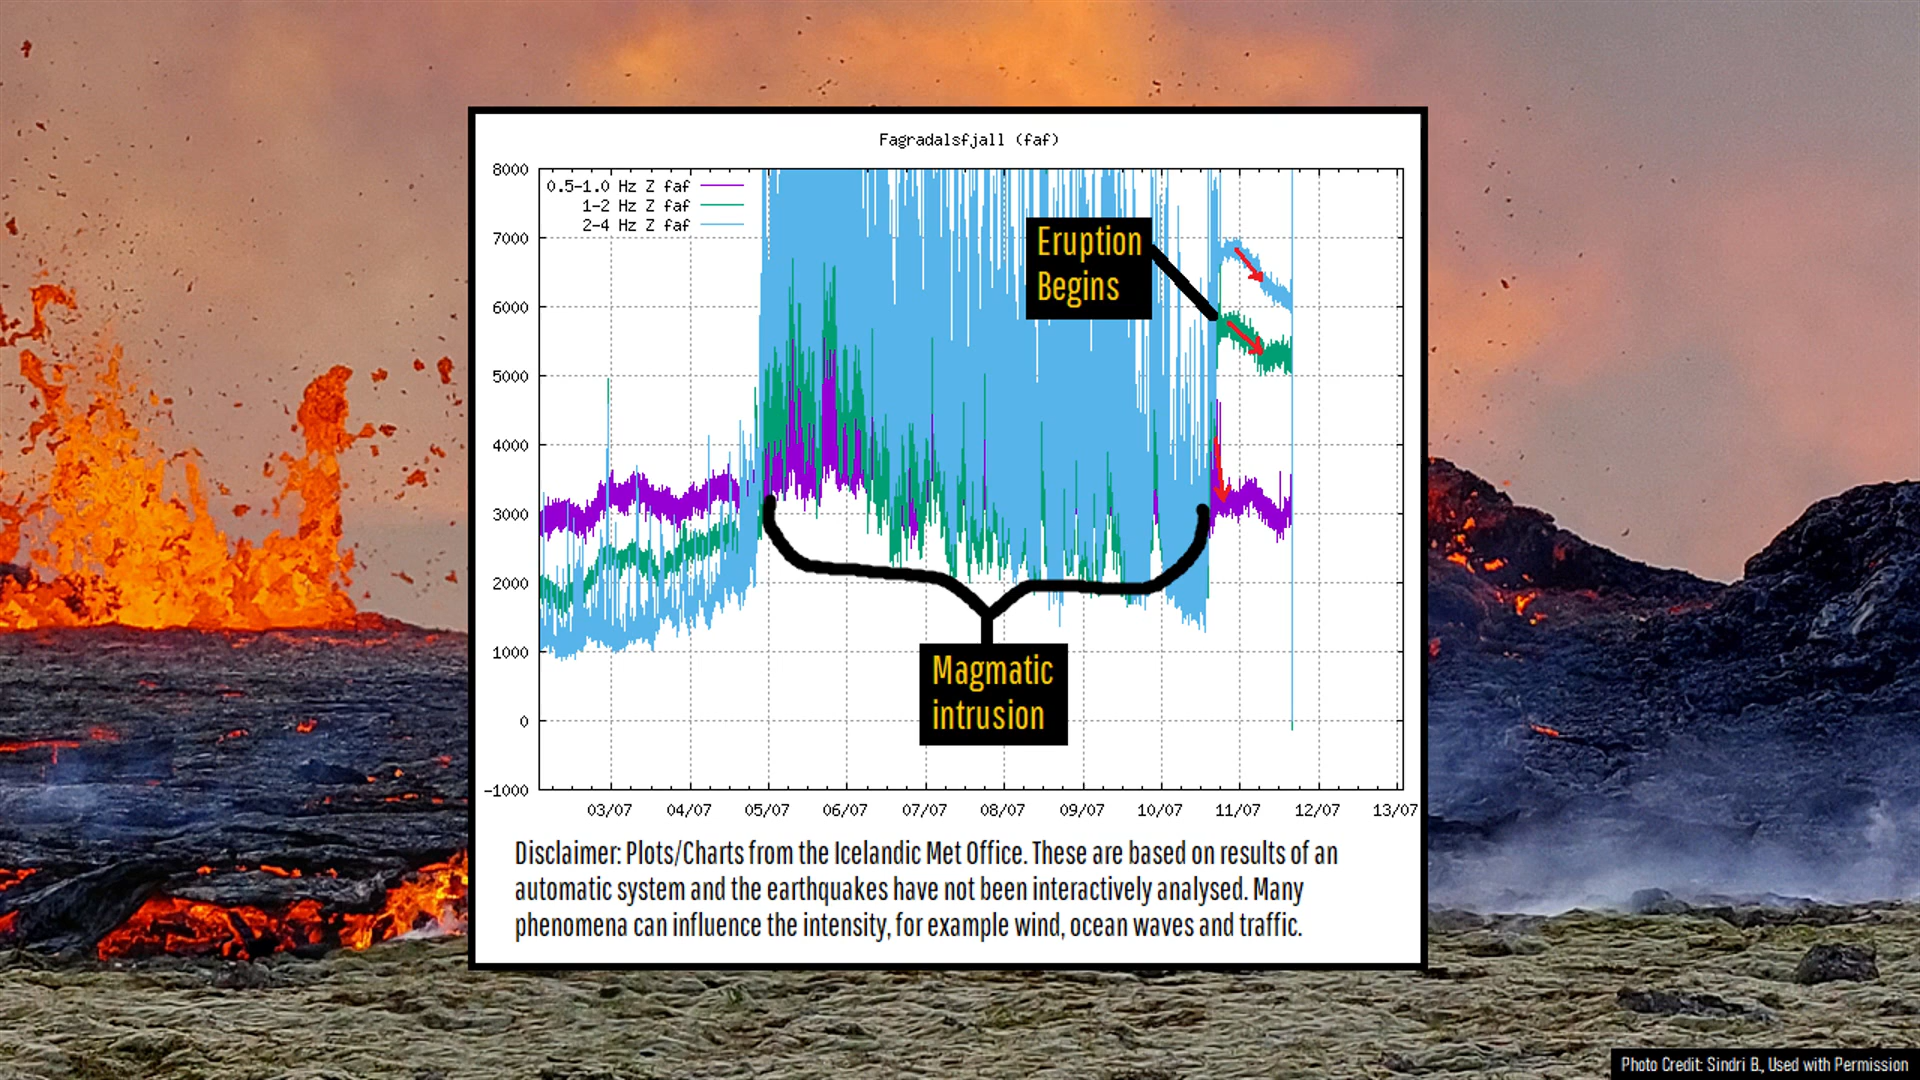 Fagradalsfjall (faf)
8000
7000
6000
5000
4000
3000
2000
1000
0
-1000
0.5-1.0 Hz Z faf
1-2 Hz Z faf
2-4 Hz Z faf
Eruption
Begins
Magmatic
intrusion
03/07 04/07 05/07 06/07 07/07 08/07 09/07 10/07 11/07 12/07 13/07
Disclaimer: Plots/Charts from the Icelandic Met Office. These are based on results of an
automatic system and the earthquakes have not been interactively analysed. Many
phenomena can influence the intensity, for example wind, ocean waves and traffic.
Photo Credit: Sindri B., Used with Permission